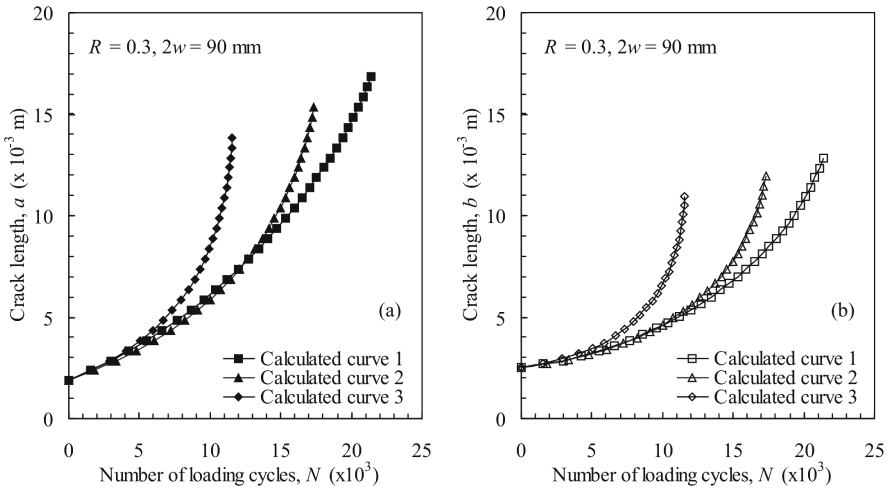 20
15
10
5
0
Crack length, a (x 10⁻³ m)
R = 0.3, 2w = 90 mm
(a)
Calculated curve 1
Calculated curve 2
Calculated curve 3
0 5 10 15 20 25
Number of loading cycles, N (x10³)
20
15
10
5
0
Crack length, b (x 10⁻³ m)
R = 0.3, 2w = 90 mm
(b)
Calculated curve 1
Calculated curve 2
Calculated curve 3
0 5 10 15 20 25
Number of loading cycles, N (x10³)